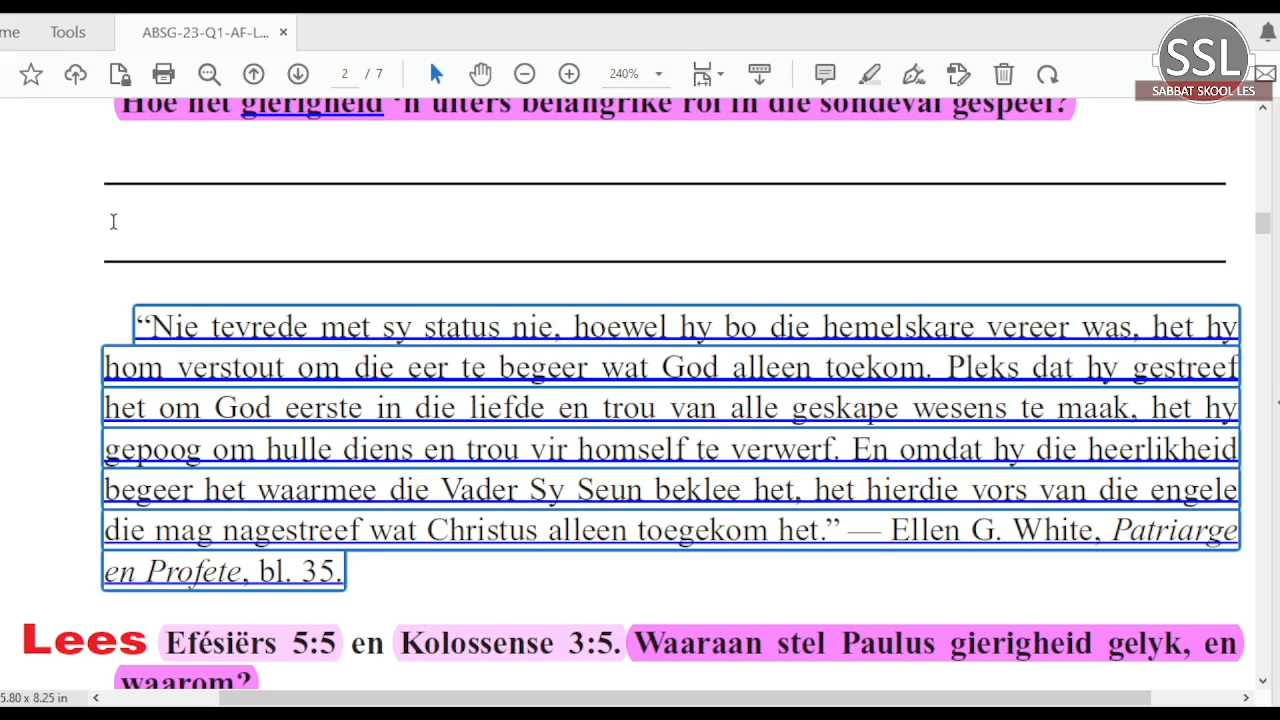 me
Tools
ABSG-23-Q1-AF-L...
×
SSL
SABBAT SKOOL LES
2 / 7
240%
Hoe het gierigheid 'n uiters belangrike rol in die sondeval gespeel?
“Nie tevrede met sy status nie, hoewel hy bo die hemelskare vereer was, het hy
hom verstout om die eer te begeer wat God alleen toekom. Pleks dat hy gestreef
het om God eerste in die liefde en trou van alle geskape wesens te maak, het hy
gepoog om hulle diens en trou vir homself te verwerf. En omdat hy die heerlikheid
begeer het waarmee die Vader Sy Seun beklee het, het hierdie vors van die engele
die mag nagestreef wat Christus alleen toegekom het.” — Ellen G. White, Patriarge
en Profete, bl. 35.
Lees Efésiërs 5:5 en Kolossense 3:5. Waaraan stel Paulus gierigheid gelyk, en
waarom?
5.80 x 8.25 in